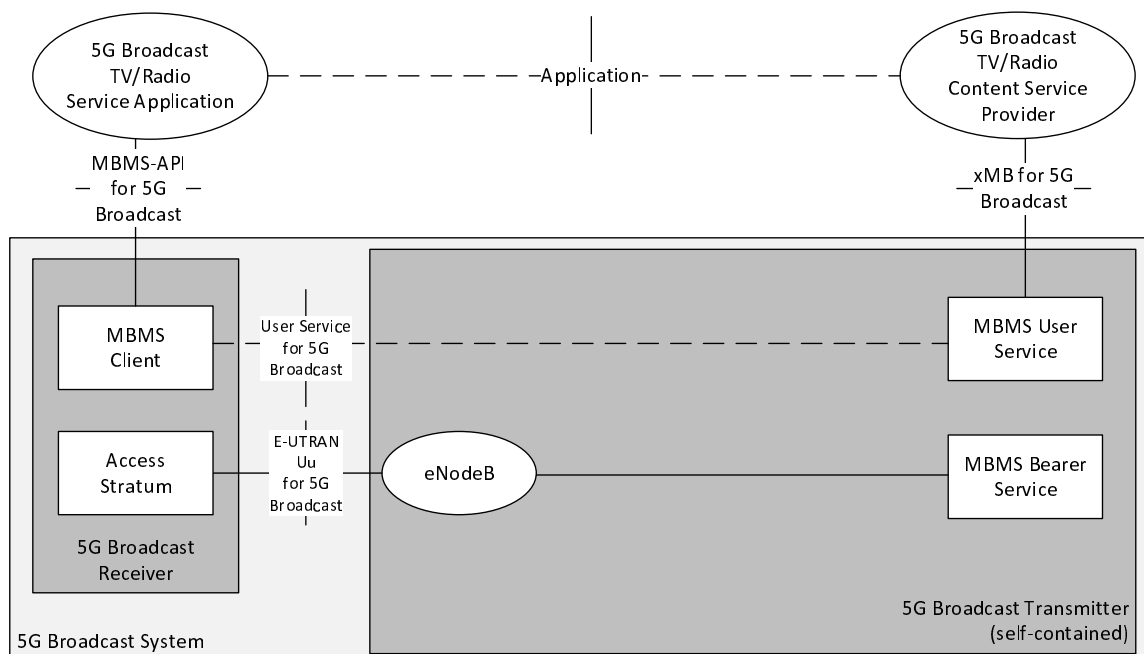 5G Broadcast
TV/Radio
Service Application
Application
5G Broadcast
TV/Radio
Content Service
Provider
MBMS-API
for 5G
Broadcast
xMB for 5G
Broadcast
MBMS
Client
User Service
for 5G
Broadcast
MBMS User
Service
Access
Stratum
E-UTRAN
Uu
for 5G
Broadcast
eNodeB
MBMS Bearer
Service
5G Broadcast
Receiver
5G Broadcast System
5G Broadcast Transmitter
(self-contained)